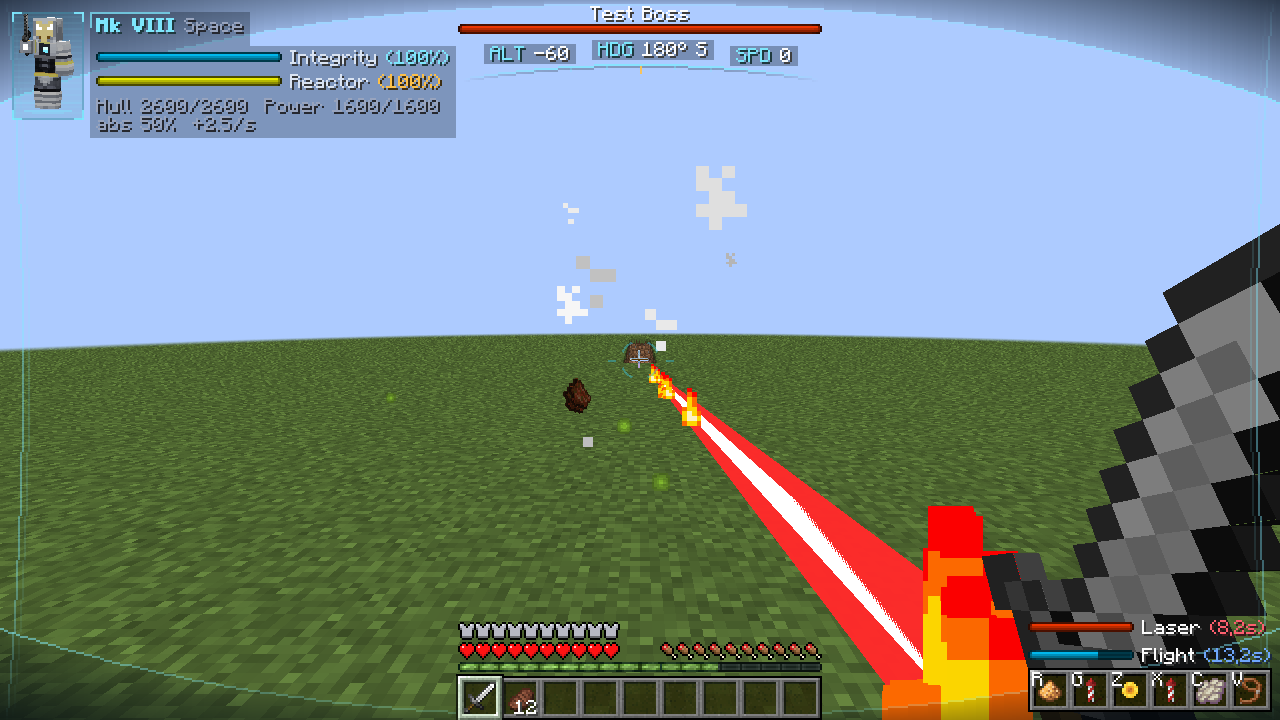 Mk VIII Space
Integrity (100%)
Reactor (100%)
Hull 2600/2600 Power 1600/1600
abs 50% +2.5/s
Test Boss
ALT -60 HDG 180° S SPD 0
Laser (8,2s)
Flight (13,2s)
R G Z X C V
12